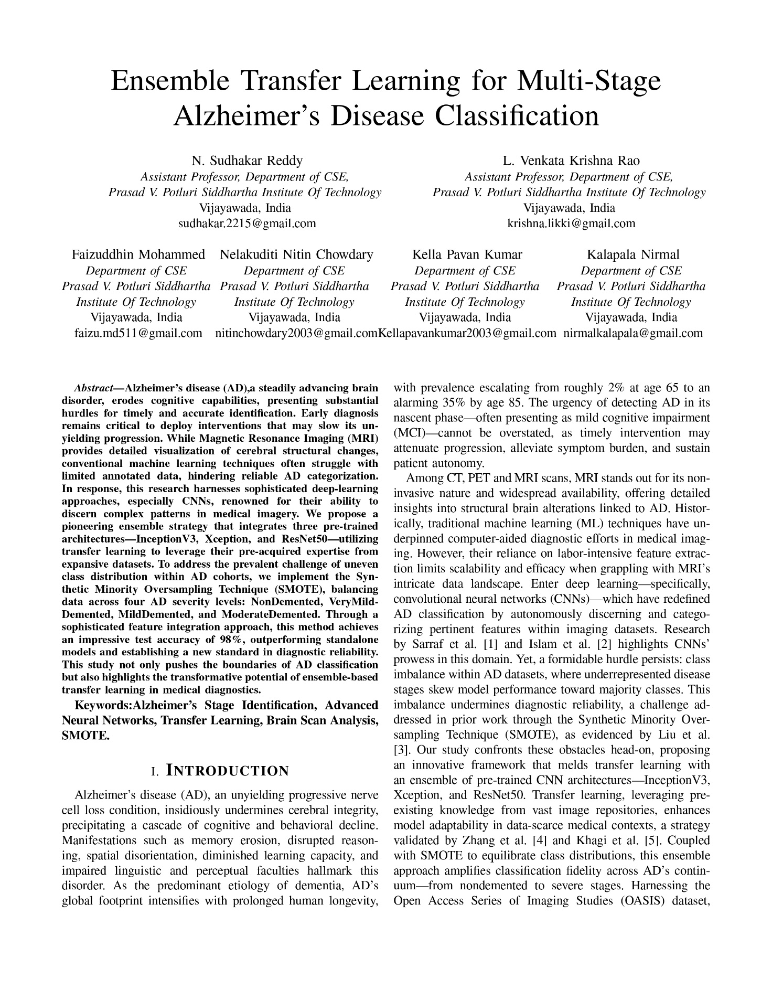 Ensemble Transfer Learning for Multi-Stage
Alzheimer's Disease Classification
N. Sudhakar Reddy
Assistant Professor, Department of CSE,
Prasad V. Potluri Siddhartha Institute Of Technology
Vijayawada, India
sudhakar.2215@gmail.com
L. Venkata Krishna Rao
Assistant Professor, Department of CSE,
Prasad V. Potluri Siddhartha Institute Of Technology
Vijayawada, India
krishna.likki@gmail.com
Faizuddhin Mohammed
Department of CSE
Prasad V. Potluri Siddhartha
Institute Of Technology
Vijayawada, India
faizu.md511@gmail.com
Nelakuditi Nitin Chowdary
Department of CSE
Prasad V. Potluri Siddhartha
Institute Of Technology
Vijayawada, India
nitinchowdary2003@gmail.com
Kella Pavan Kumar
Department of CSE
Prasad V. Potluri Siddhartha
Institute Of Technology
Vijayawada, India
Kellapavankumar2003@gmail.com
Kalapala Nirmal
Department of CSE
Prasad V. Potluri Siddhartha
Institute Of Technology
Vijayawada, India
nirmalkalapala@gmail.com
Abstract—Alzheimer's disease (AD),a steadily advancing brain
disorder, erodes cognitive capabilities, presenting substantial
hurdles for timely and accurate identification. Early diagnosis
remains critical to deploy interventions that may slow its un-
yielding progression. While Magnetic Resonance Imaging (MRI)
provides detailed visualization of cerebral structural changes,
conventional machine learning techniques often struggle with
limited annotated data, hindering reliable AD categorization.
In response, this research harnesses sophisticated deep-learning
approaches, especially CNNs, renowned for their ability to
discern complex patterns in medical imagery. We propose a
pioneering ensemble strategy that integrates three pre-trained
architectures—InceptionV3, Xception, and ResNet50—utilizing
transfer learning to leverage their pre-acquired expertise from
expansive datasets. To address the prevalent challenge of uneven
class distribution within AD cohorts, we implement the Syn-
thetic Minority Oversampling Technique (SMOTE), balancing
data across four AD severity levels: NonDemented, VeryMild-
Demented, MildDemented, and ModerateDemented. Through a
sophisticated feature integration approach, this method achieves
an impressive test accuracy of 98%, outperforming standalone
models and establishing a new standard in diagnostic reliability.
This study not only pushes the boundaries of AD classification
but also highlights the transformative potential of ensemble-based
transfer learning in medical diagnostics.
Keywords:Alzheimer's Stage Identification, Advanced
Neural Networks, Transfer Learning, Brain Scan Analysis,
SMOTE.
I. INTRODUCTION
Alzheimer's disease (AD), an unyielding progressive nerve
cell loss condition, insidiously undermines cerebral integrity,
precipitating a cascade of cognitive and behavioral decline.
Manifestations such as memory erosion, disrupted reason-
ing, spatial disorientation, diminished learning capacity, and
impaired linguistic and perceptual faculties hallmark this
disorder. As the predominant etiology of dementia, AD's
global footprint intensifies with prolonged human longevity,
with prevalence escalating from roughly 2% at age 65 to an
alarming 35% by age 85. The urgency of detecting AD in its
nascent phase—often presenting as mild cognitive impairment
(MCI)—cannot be overstated, as timely intervention may
attenuate progression, alleviate symptom burden, and sustain
patient autonomy.
Among CT, PET and MRI scans, MRI stands out for its non-
invasive nature and widespread availability, offering detailed
insights into structural brain alterations linked to AD. Histor-
ically, traditional machine learning (ML) techniques have un-
derpinned computer-aided diagnostic efforts in medical imag-
ing. However, their reliance on labor-intensive feature extrac-
tion limits scalability and efficacy when grappling with MRI's
intricate data landscape. Enter deep learning—specifically,
convolutional neural networks (CNNs)—which have redefined
AD classification by autonomously discerning and catego-
rizing pertinent features within imaging datasets. Research
by Sarraf et al. [1] and Islam et al. [2] highlights CNNs'
prowess in this domain. Yet, a formidable hurdle persists: class
imbalance within AD datasets, where underrepresented disease
stages skew model performance toward majority classes. This
imbalance undermines diagnostic reliability, a challenge ad-
dressed in prior work through the Synthetic Minority Over-
sampling Technique (SMOTE), as evidenced by Liu et al.
[3]. Our study confronts these obstacles head-on, proposing
an innovative framework that melds transfer learning with
an ensemble of pre-trained CNN architectures—InceptionV3,
Xception, and ResNet50. Transfer learning, leveraging pre-
existing knowledge from vast image repositories, enhances
model adaptability in data-scarce medical contexts, a strategy
validated by Zhang et al. [4] and Khagi et al. [5]. Coupled
with SMOTE to equilibrate class distributions, this ensemble
approach amplifies classification fidelity across AD's contin-
uum—from nondemented to severe stages. Harnessing the
Open Access Series of Imaging Studies (OASIS) dataset,